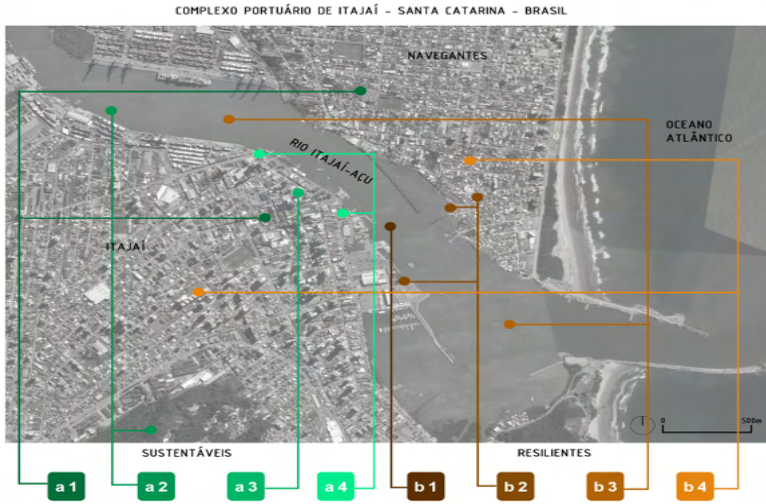 COMPLEXO PORTUÁRIO DE ITAJAÍ - SANTA CATARINA - BRASIL
NAVEGANTES
OCEANO
ATLÂNTICO
RIO ITAJAÍ-AÇU
ITAJAÍ
0 500m
SUSTENTÁVEIS
RESILIENTES
a1 a2 a3 a4 b1 b2 b3 b4